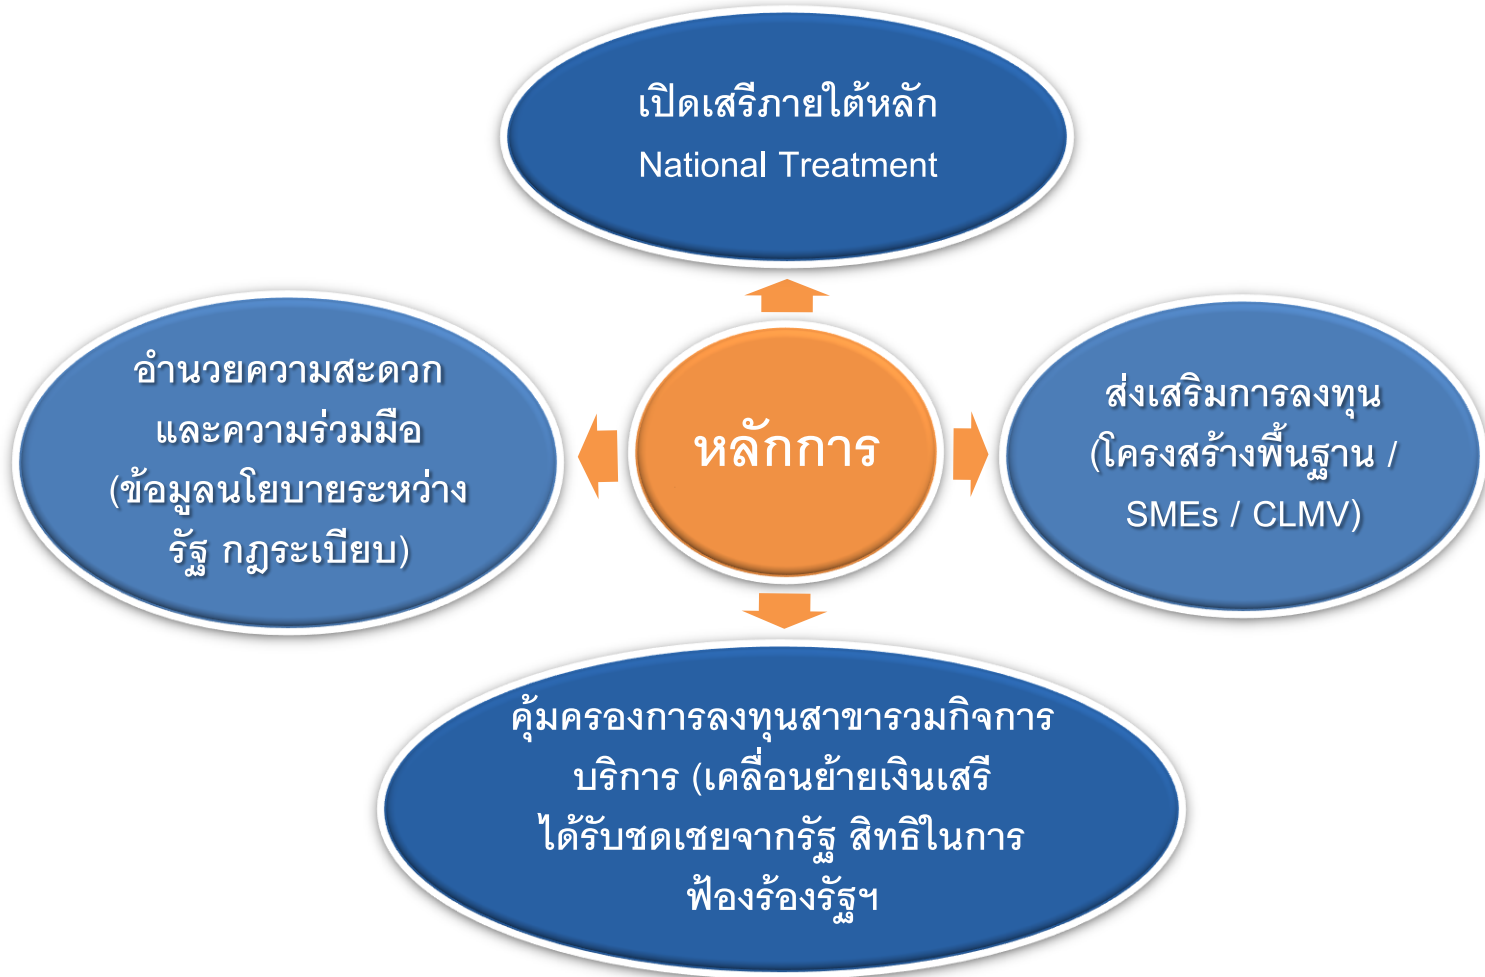 เปิดเสรีภายใต้หลัก
National Treatment
อำนวยความสะดวก
และความร่วมมือ
(ข้อมูลนโยบายระหว่าง
รัฐ กฎระเบียบ)
หลักการ
ส่งเสริมการลงทุน
(โครงสร้างพื้นฐาน /
SMEs / CLMV)
คุ้มครองการลงทุนสาขารวมกิจการ
บริการ (เคลื่อนย้ายเงินเสรี
ได้รับชดเชยจากรัฐ สิทธิในการ
ฟ้องร้องรัฐฯ